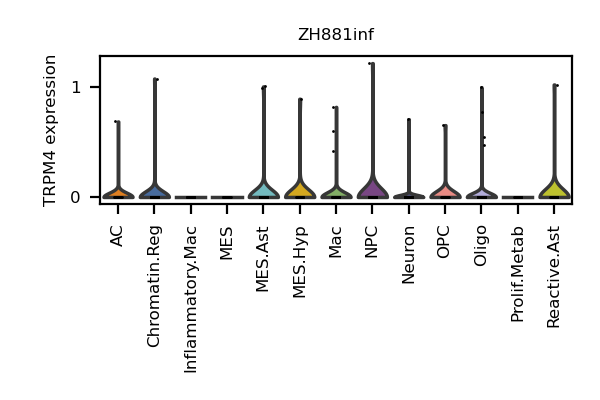 ZH881inf
TRPM4 expression
1
0
AC
Chromatin.Reg
Inflammatory.Mac
MES
MES.Ast
MES.Hyp
Mac
NPC
Neuron
OPC
Oligo
Prolif.Metab
Reactive.Ast